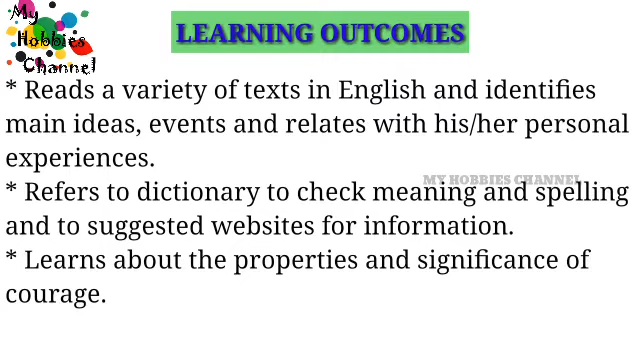 My
Hobbies
Channel
LEARNING OUTCOMES
* Reads a variety of texts in English and identifies
main ideas, events and relates with his/her personal
experiences.
MY HOBBIES CHANNEL
* Refers to dictionary to check meaning and spelling
and to suggested websites for information.
* Learns about the properties and significance of
courage.